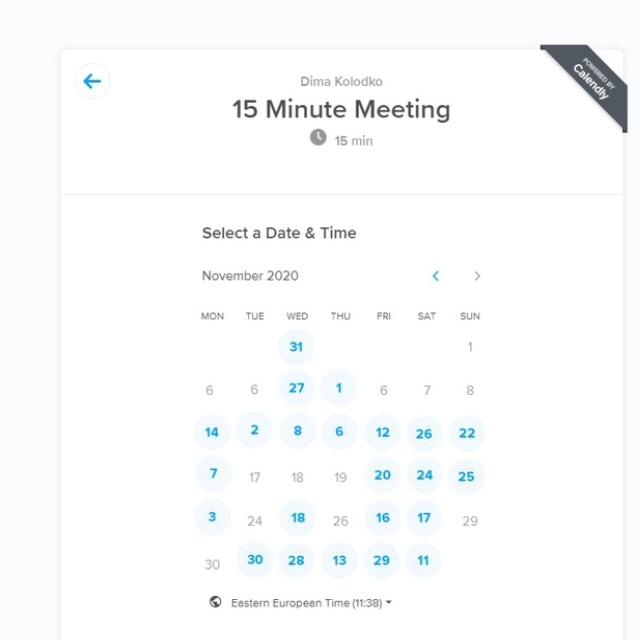 POWERED BY
Calendly
Dima Kolodko
15 Minute Meeting
15 min
Select a Date & Time
November 2020
MON TUE WED THU FRI SAT SUN
31 1
6 6 27 1 6 7 8
14 2 8 6 12 26 22
7 17 18 19 20 24 25
3 24 18 26 16 17 29
30 30 28 13 29 11
Eastern European Time (11:38)